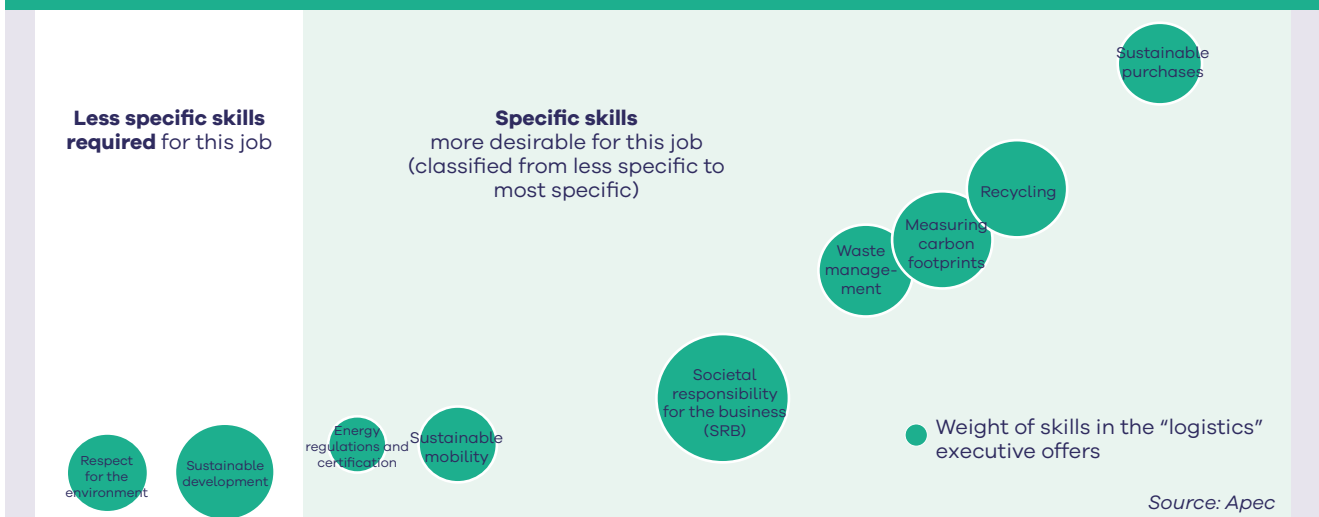 Less specific skills
required for this job
Specific skills
more desirable for this job
(classified from less specific to
most specific)
Sustainable
purchases
Recycling
Measuring
carbon
footprints
Waste
manage-
ment
Societal
responsibility
for the business
(SRB)
Energy
regulations and
certification
Sustainable
mobility
Respect
for the
environment
Sustainable
development
Weight of skills in the “logistics”
executive offers
Source: Apec